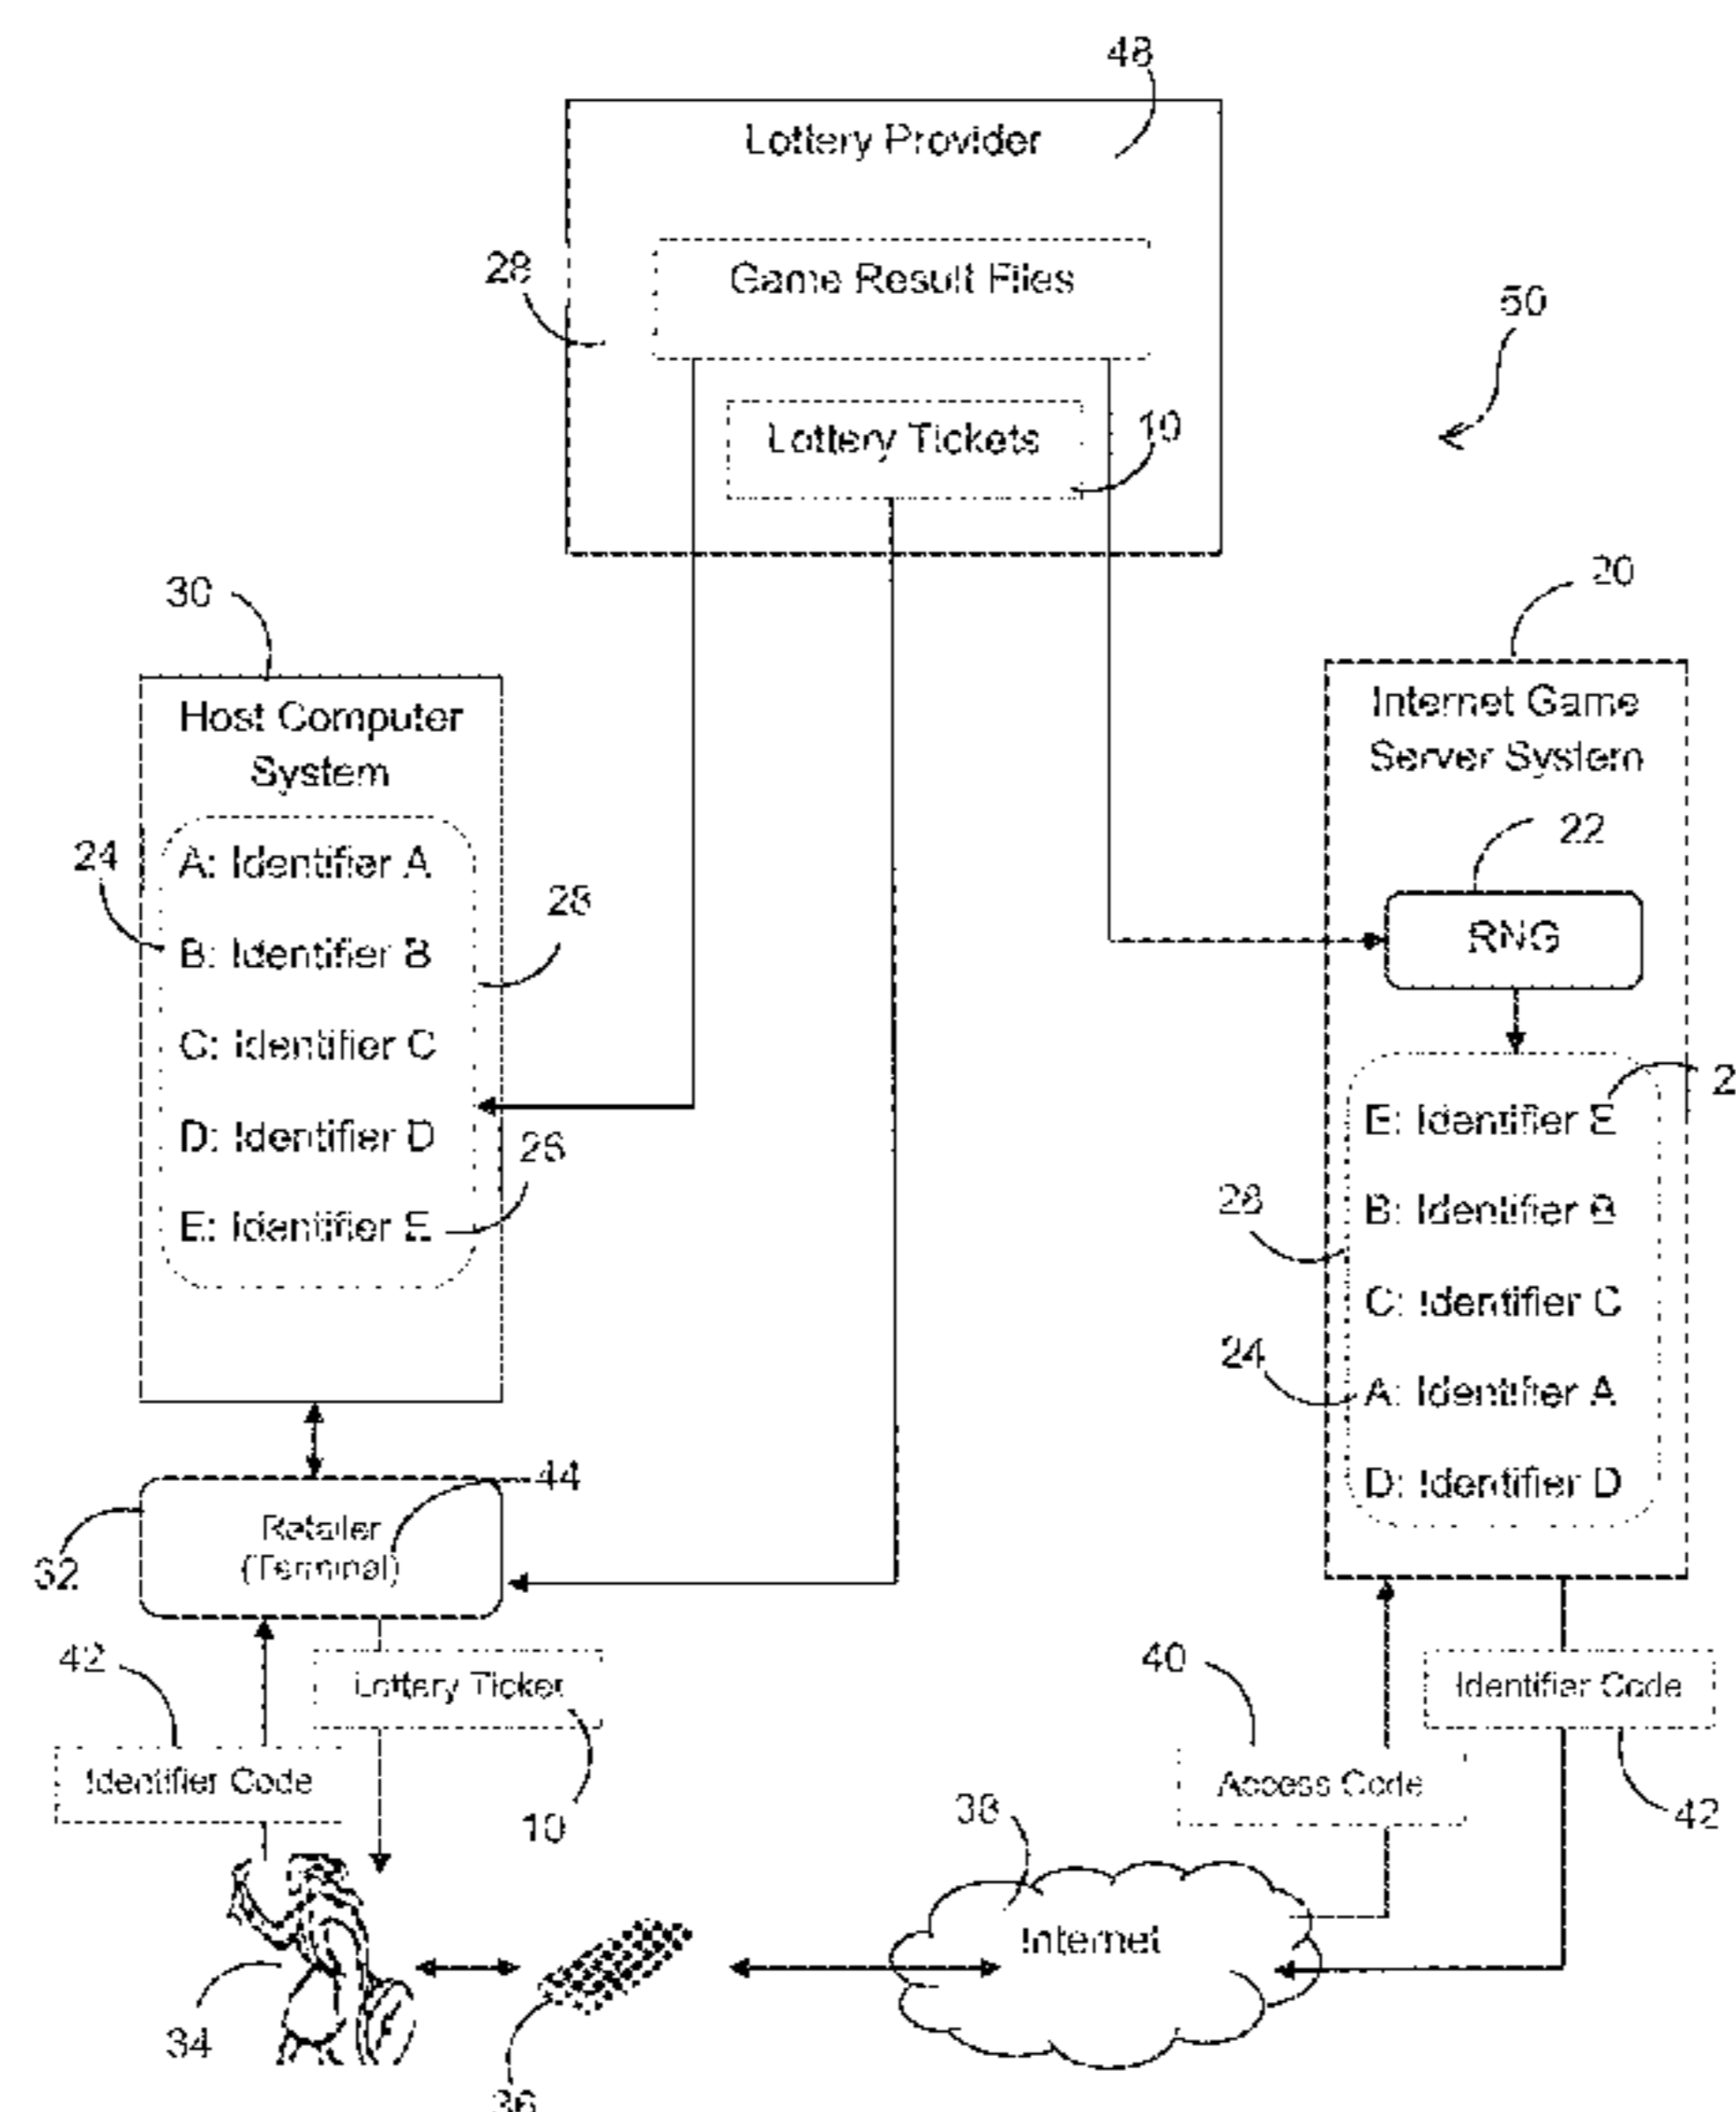 48
Lottery Provider
28
Game Result Files
50
Lottery Tickets
10
30
20
Host Computer
System
Internet Game
Server System
24
A: Identifier A
28
22
RNG
B: Identifier B
C: Identifier C
D: Identifier D
26
E: Identifier E
2
E: Identifier E
28
B: Identifier B
C: Identifier C
24
A: Identifier A
D: Identifier D
44
Retailer
(Terminal)
32
42
Lottery Ticket
40
Identifier Code
Identifier Code
10
Access Code
42
38
Internet
34
36